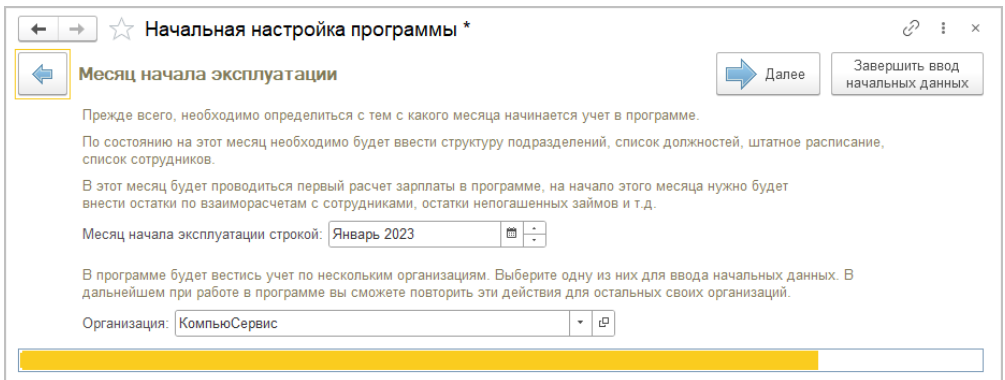 Начальная настройка программы *
Месяц начала эксплуатации
Далее
Завершить ввод
начальных данных
Прежде всего, необходимо определиться с тем с какого месяца начинается учет в программе.
По состоянию на этот месяц необходимо будет ввести структуру подразделений, список должностей, штатное расписание,
список сотрудников.
В этот месяц будет проводиться первый расчет зарплаты в программе, на начало этого месяца нужно будет
внести остатки по взаиморасчетам с сотрудниками, остатки непогашенных займов и т.д.
Месяц начала эксплуатации строкой: Январь 2023
В программе будет вестись учет по нескольким организациям. Выберите одну из них для ввода начальных данных. В
дальнейшем при работе в программе вы сможете повторить эти действия для остальных своих организаций.
Организация: КомпьюСервис